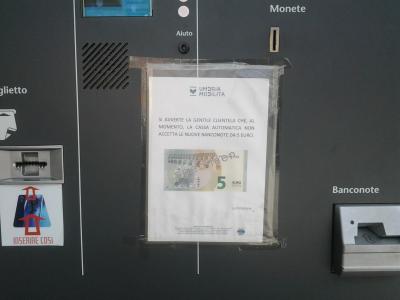 Monete
Aiuto
UMBRIA
MOBILITÀ
SI AVVERTE LA GENTILE CLIENTELA CHE, AL
MOMENTO, LA CASSA AUTOMATICA NON
ACCETTA LE NUOVE BANCONOTE DA 5 EURO.
5
glietto
Banconote
INSERIRE COSÌ